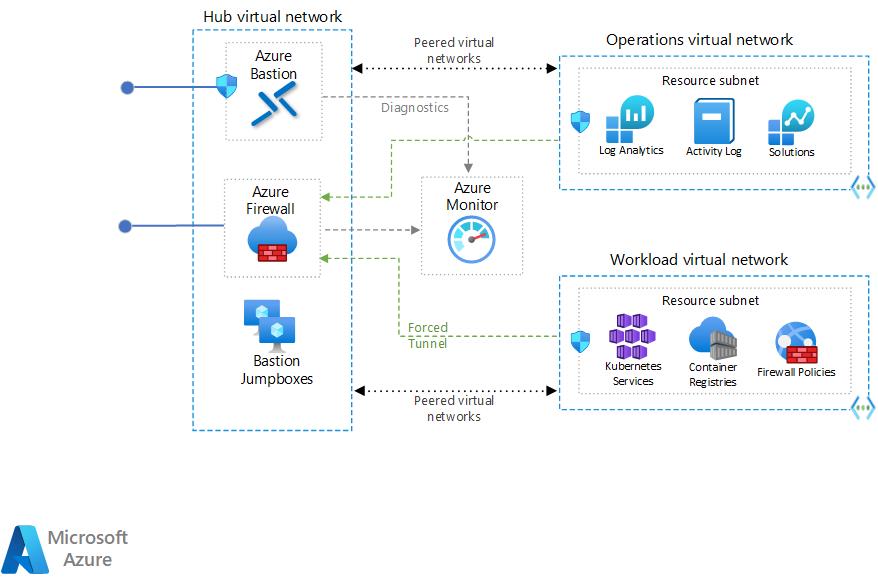 Hub virtual network
Azure
Bastion
Peered virtual
networks
Operations virtual network
Resource subnet
Log Analytics
Activity Log
Solutions
Diagnostics
Azure
Firewall
Azure
Monitor
Workload virtual network
Resource subnet
Kubernetes
Services
Container
Registries
Firewall Policies
Forced
Tunnel
Bastion
Jumpboxes
Peered virtual
networks
Microsoft
Azure